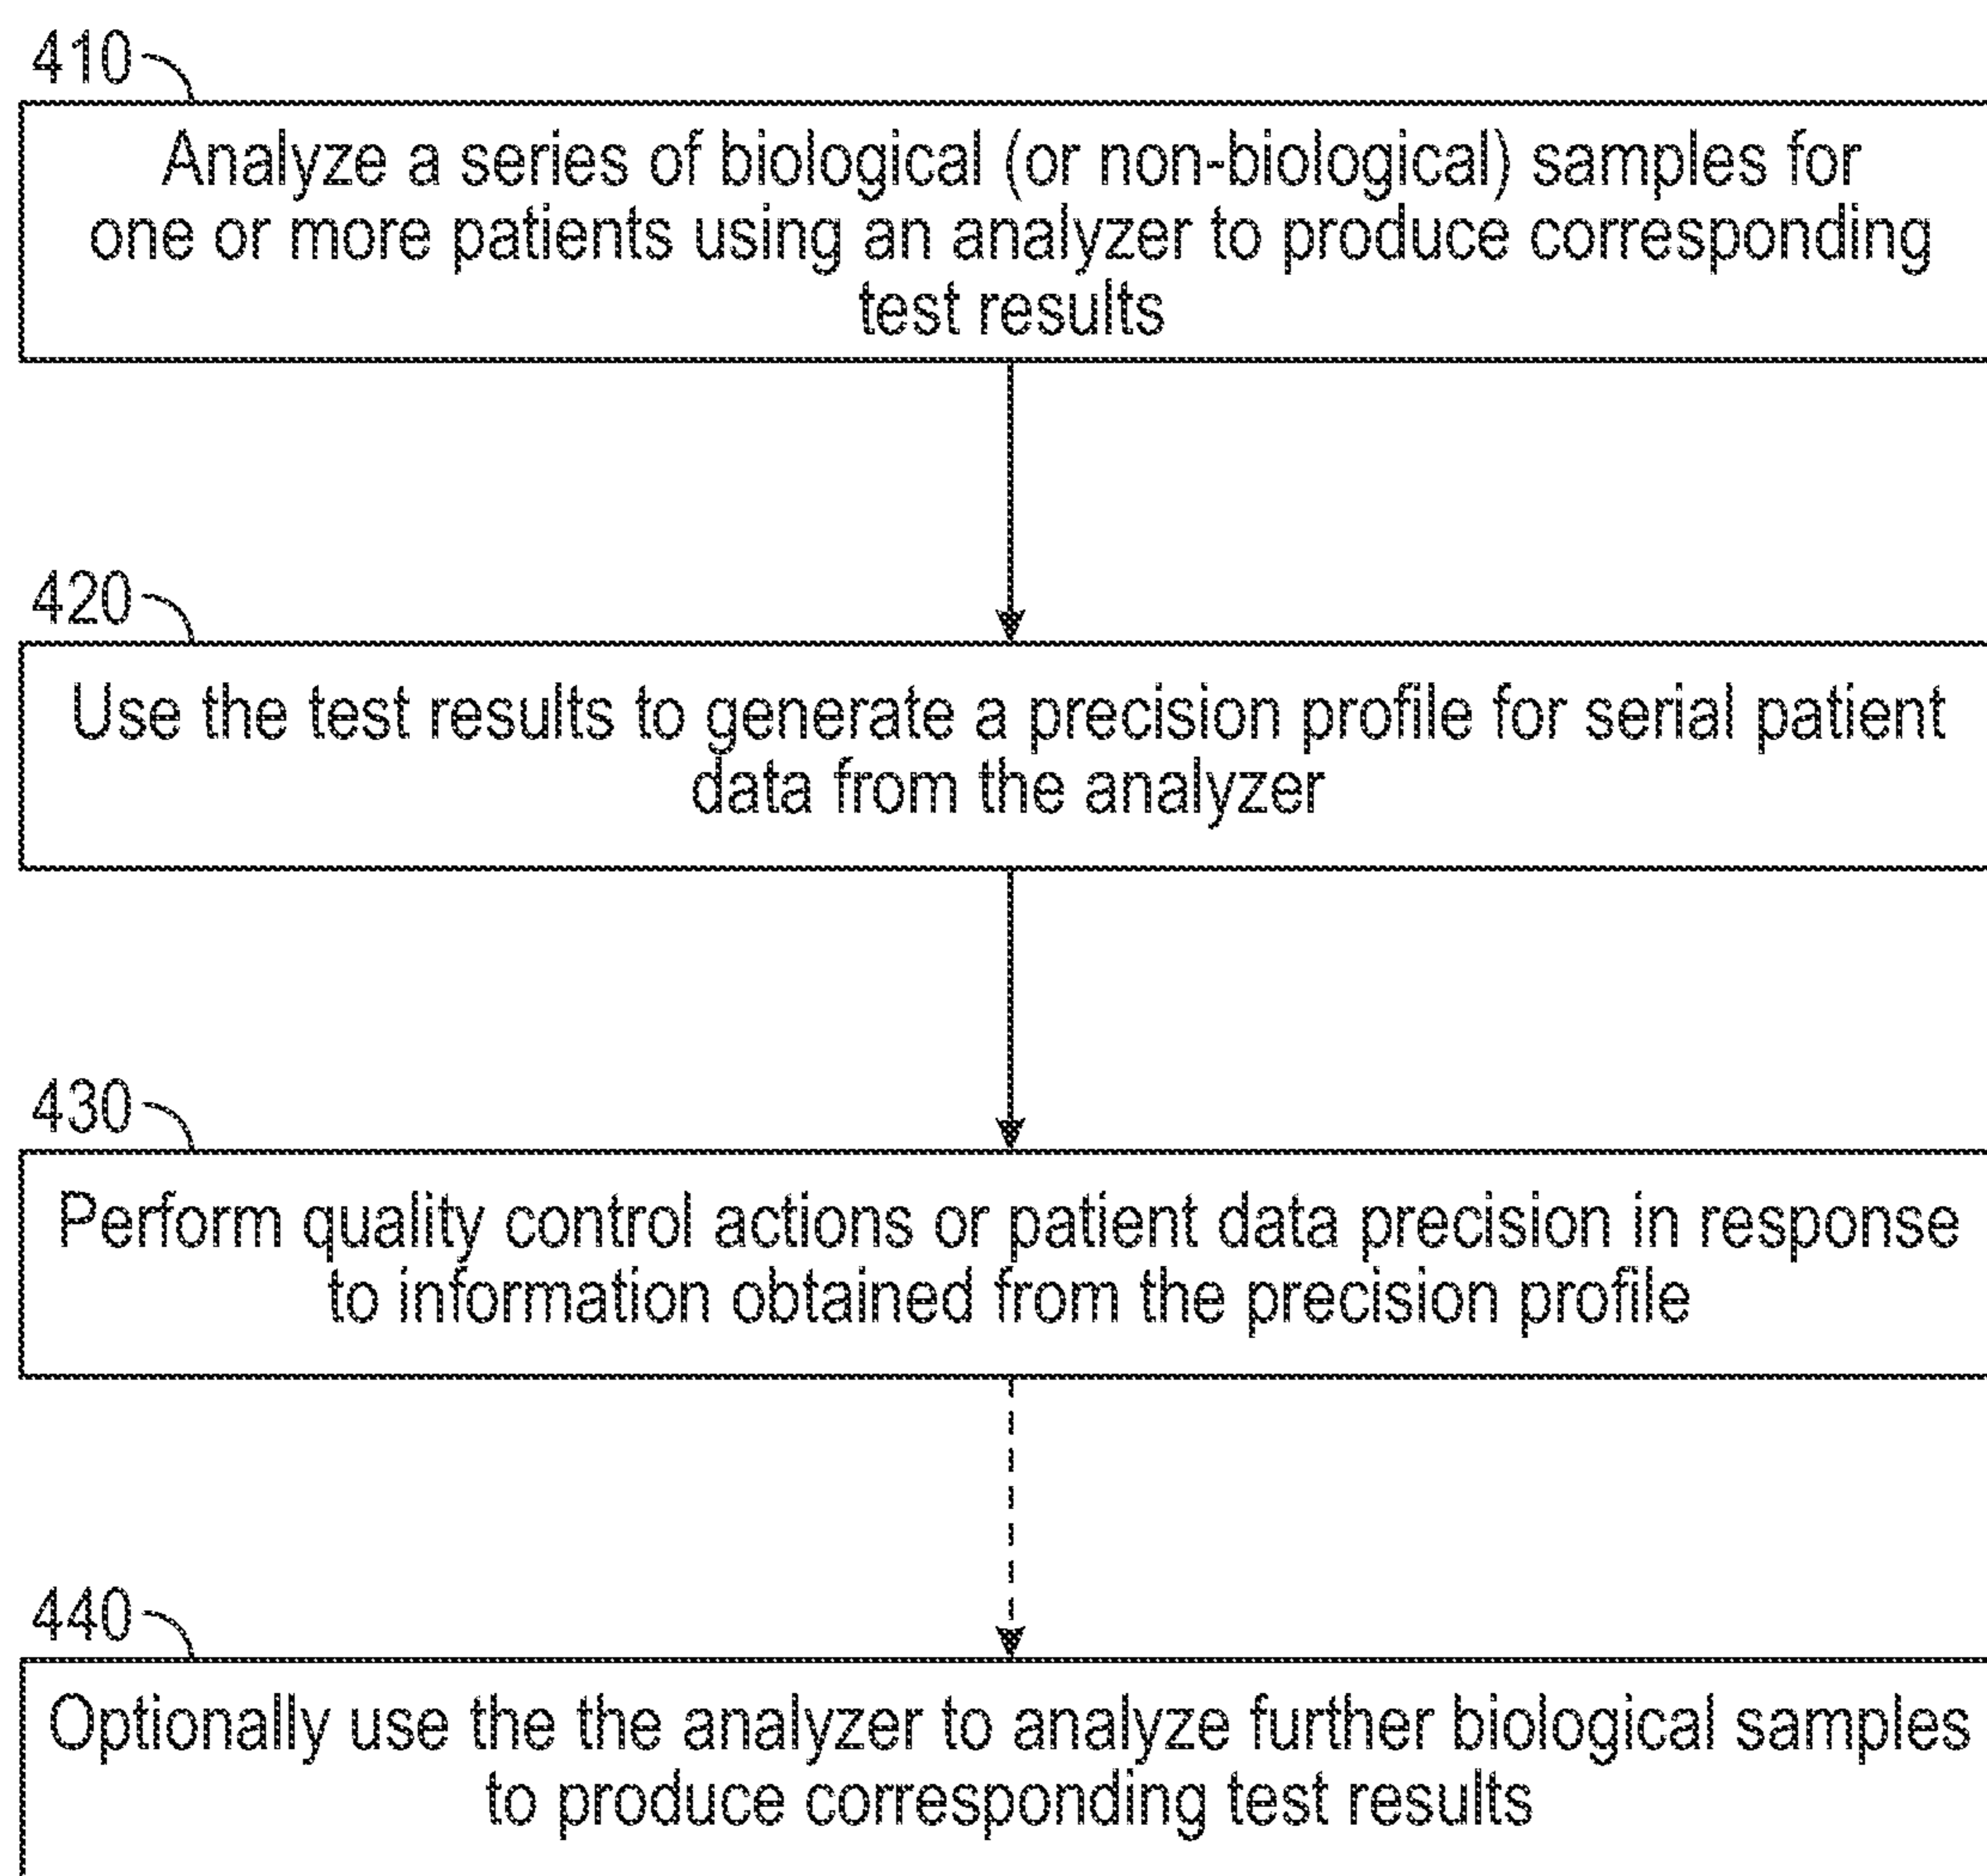 410
Analyze a series of biological (or non-biological) samples for
one or more patients using an analyzer to produce corresponding
test results
420
Use the test results to generate a precision profile for serial patient
data from the analyzer
430
Perform quality control actions or patient data precision in response
to information obtained from the precision profile
440
Optionally use the the analyzer to analyze further biological samples
to produce corresponding test results